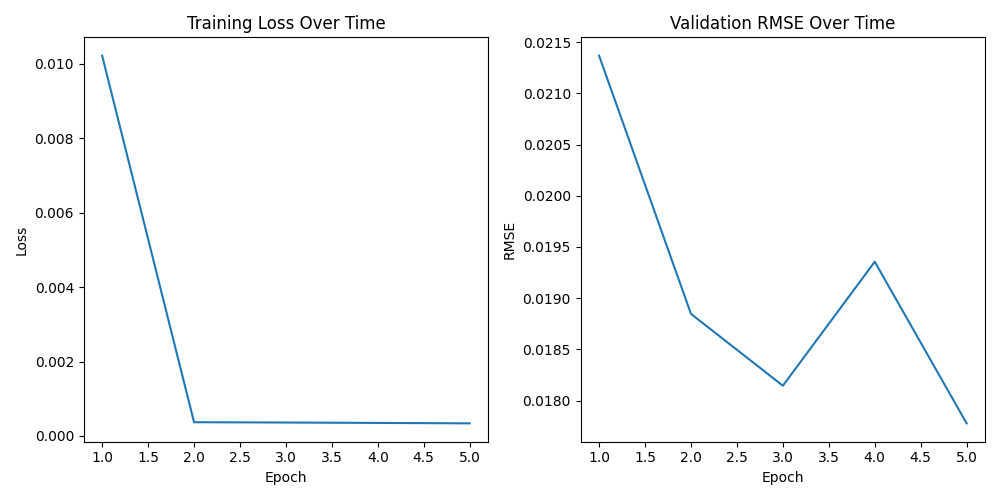 Training Loss Over Time
0.010
0.008
0.006
0.004
0.002
0.000
Loss
1.0 1.5 2.0 2.5 3.0 3.5 4.0 4.5 5.0
Epoch
Validation RMSE Over Time
0.0215
0.0210
0.0205
0.0200
0.0195
0.0190
0.0185
0.0180
RMSE
1.0 1.5 2.0 2.5 3.0 3.5 4.0 4.5 5.0
Epoch